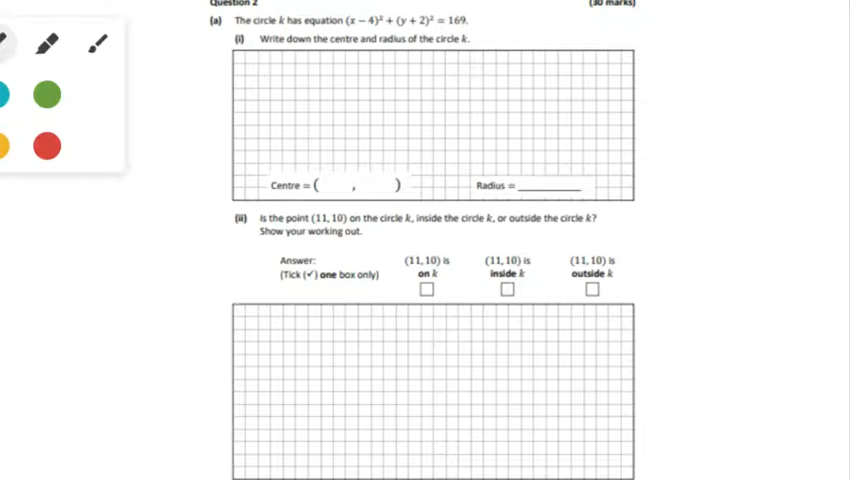 Question 2 (30 marks)
(a) The circle k has equation (x − 4)² + (y + 2)² = 169.
(i) Write down the centre and radius of the circle k.
Centre = ( , ) Radius = ________
(ii) Is the point (11, 10) on the circle k, inside the circle k, or outside the circle k?
Show your working out.
Answer: (11, 10) is (11, 10) is (11, 10) is
(Tick (✓) one box only) on k inside k outside k